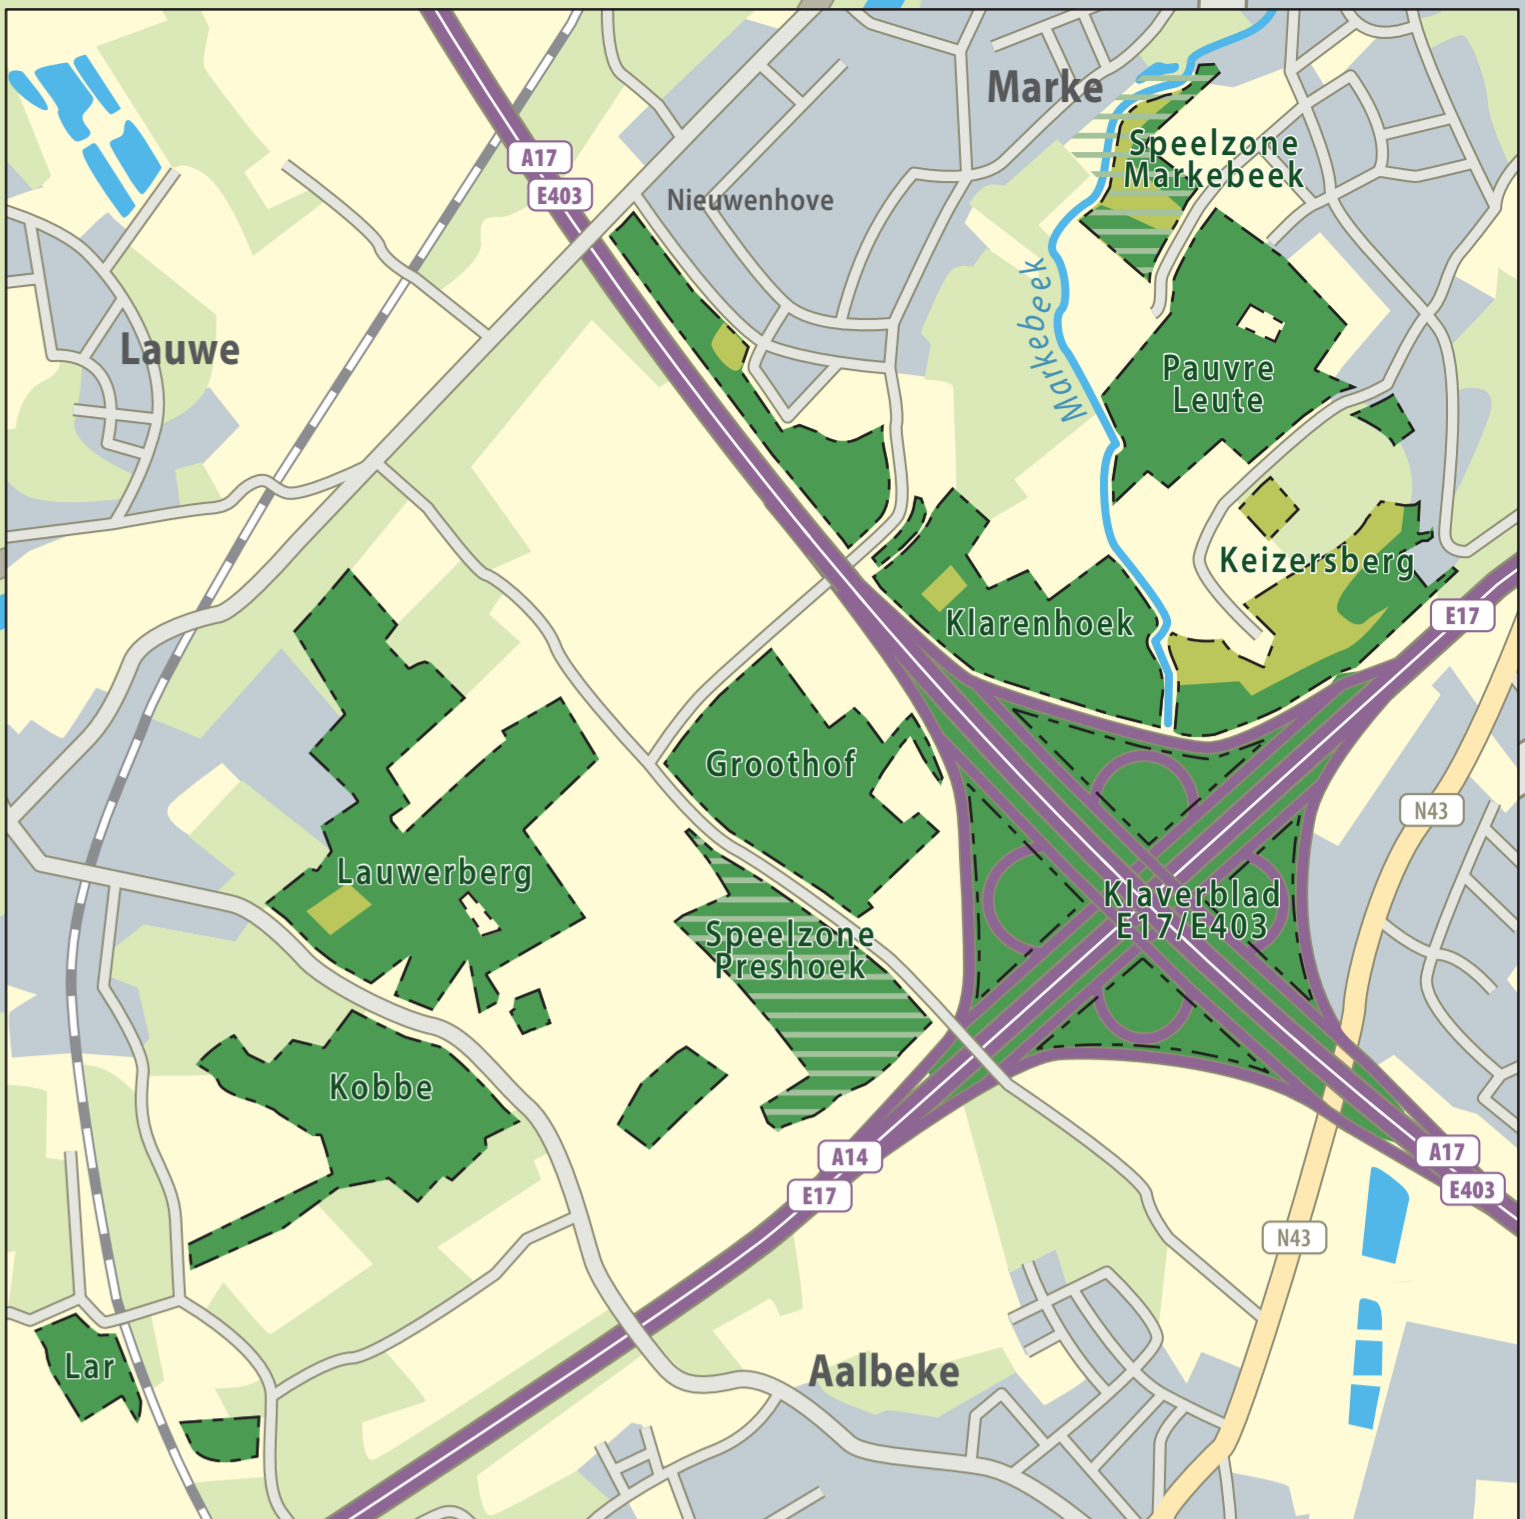 Marke
A17
E403
Speelzone
Markebeek
Nieuwenhove
Markebeek
Lauwe
Pauvre
Leute
Keizersberg
E17
Klarenhoek
Groothof
N43
Lauwerberg
Klaverblad
E17/E403
Speelzone
Preshoek
Kobbe
A14
E17
A17
E403
N43
Lar
Aalbeke